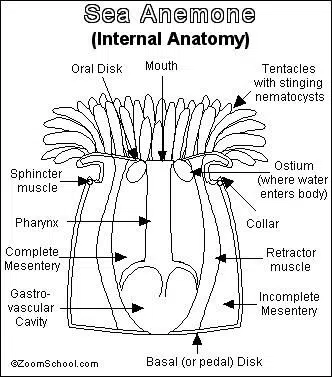 Sea Anemone
(Internal Anatomy)
Oral Disk
Mouth
Tentacles
with stinging
nematocysts
Sphincter
muscle
Ostium
(where water
enters body)
Pharynx
Collar
Complete
Mesentery
Retractor
muscle
Gastro-
vascular
Cavity
Incomplete
Mesentery
©ZoomSchool.com
Basal (or pedal) Disk